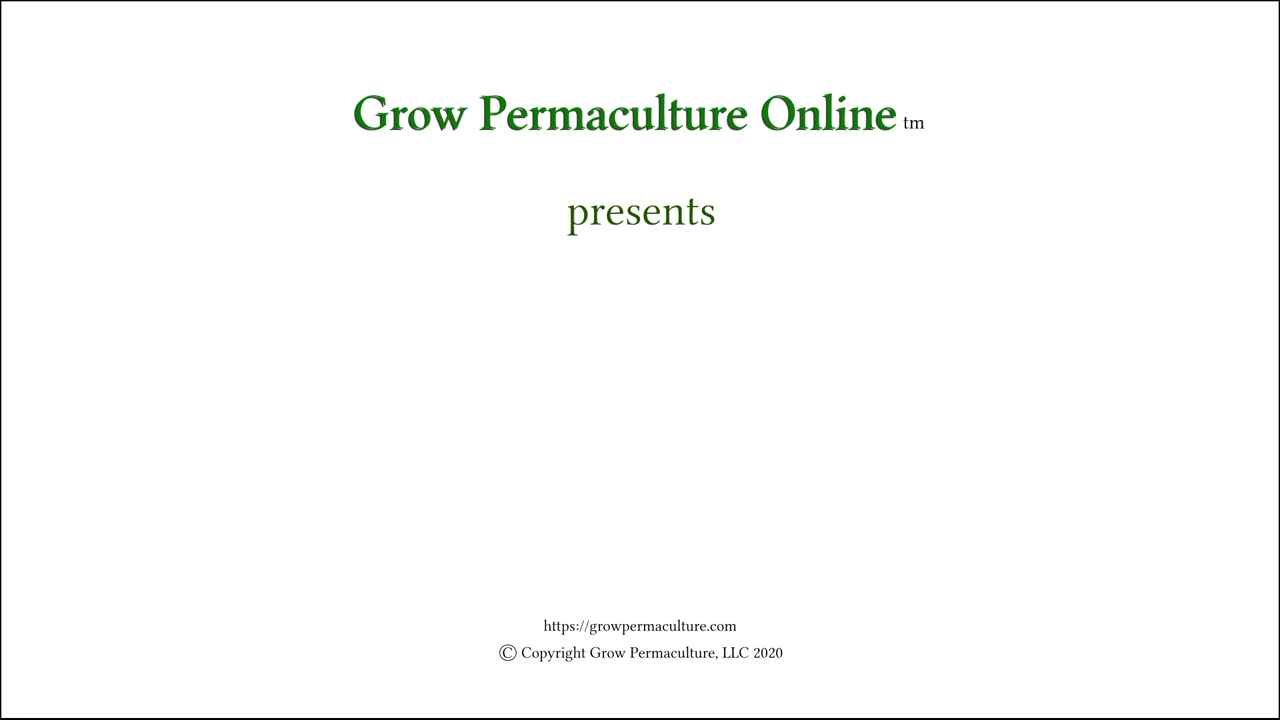 Grow Permaculture Online tm
presents
https://growpermaculture.com
© Copyright Grow Permaculture, LLC 2020